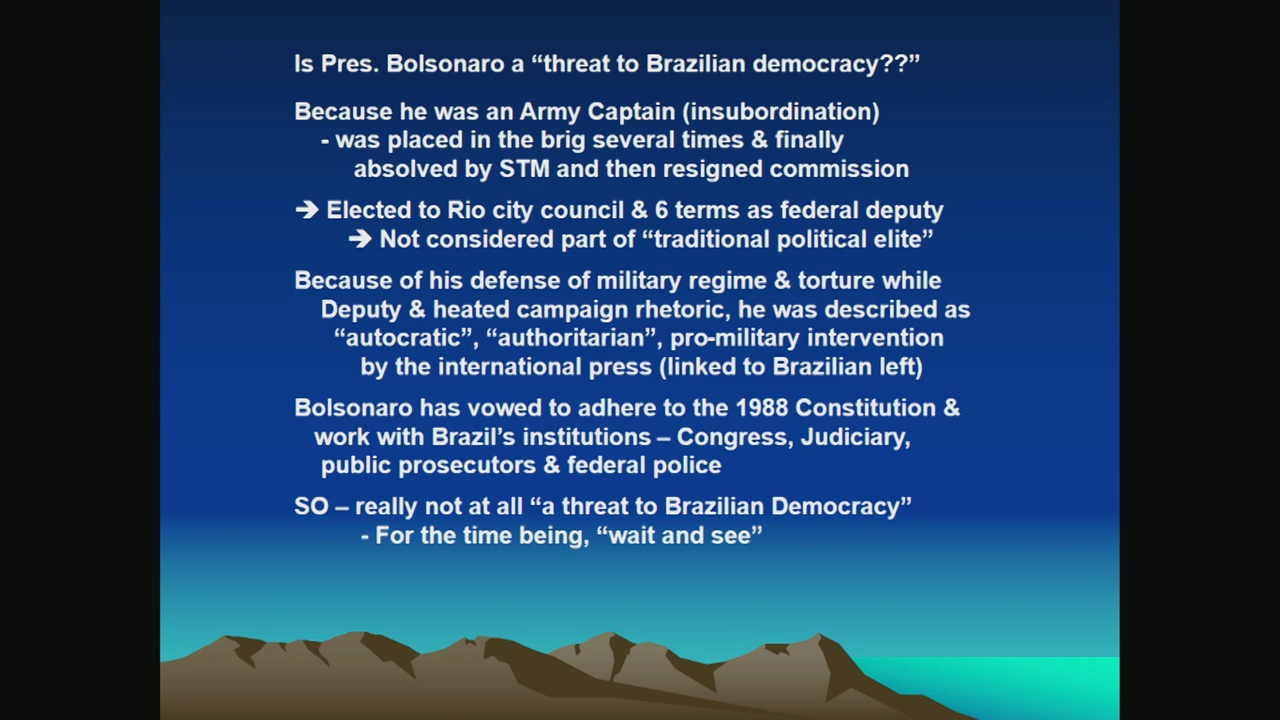 Is Pres. Bolsonaro a “threat to Brazilian democracy??”
Because he was an Army Captain (insubordination)
- was placed in the brig several times & finally
absolved by STM and then resigned commission
➔ Elected to Rio city council & 6 terms as federal deputy
➔ Not considered part of “traditional political elite”
Because of his defense of military regime & torture while
Deputy & heated campaign rhetoric, he was described as
“autocratic”, “authoritarian”, pro-military intervention
by the international press (linked to Brazilian left)
Bolsonaro has vowed to adhere to the 1988 Constitution &
work with Brazil’s institutions – Congress, Judiciary,
public prosecutors & federal police
SO – really not at all “a threat to Brazilian Democracy”
- For the time being, “wait and see”